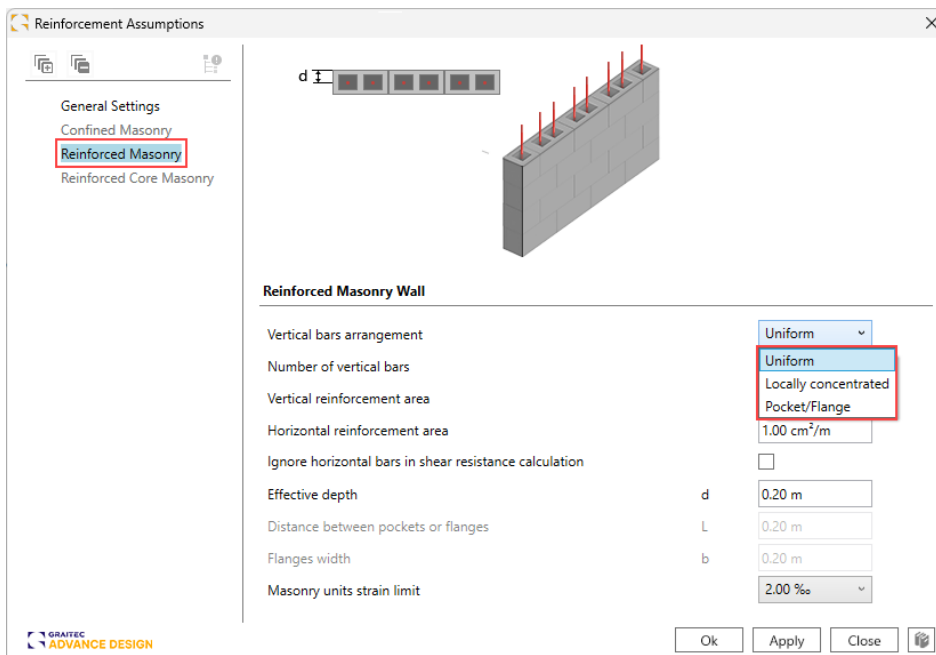 Reinforcement Assumptions
General Settings
Confined Masonry
Reinforced Masonry
Reinforced Core Masonry
d
Reinforced Masonry Wall
Vertical bars arrangement Uniform
Number of vertical bars
Uniform
Locally concentrated
Pocket/Flange
Vertical reinforcement area
Horizontal reinforcement area 1.00 cm²/m
Ignore horizontal bars in shear resistance calculation
Effective depth d 0.20 m
Distance between pockets or flanges L 0.20 m
Flanges width b 0.20 m
Masonry units strain limit 2.00 ‰
GRAITEC
ADVANCE DESIGN
Ok Apply Close